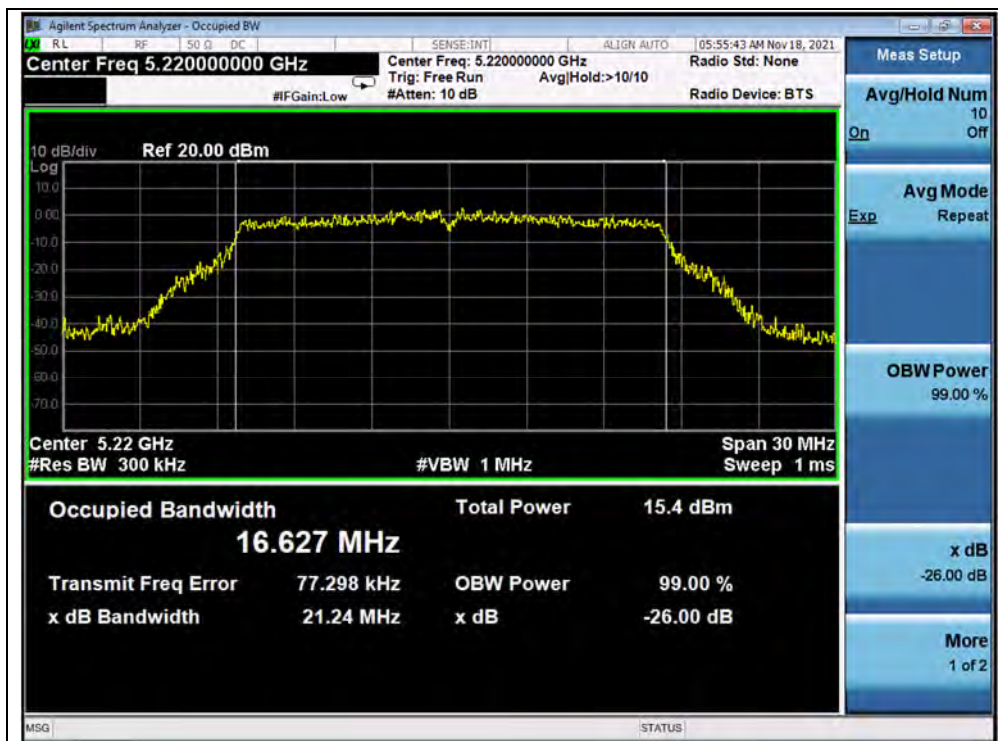 Agilent Spectrum Analyzer - Occupied BW
LXI RL RF 50 Ω DC SENSE:INT ALIGN AUTO 05:55:43 AM Nov 18, 2021
Center Freq 5.220000000 GHz
Center Freq: 5.220000000 GHz Radio Std: None
Trig: Free Run Avg|Hold:>10/10
#IFGain:Low #Atten: 10 dB Radio Device: BTS
10 dB/div Ref 20.00 dBm
Log
10.0
0.00
-10.0
-20.0
-30.0
-40.0
-50.0
-60.0
-70.0
Center 5.22 GHz Span 30 MHz
#Res BW 300 kHz #VBW 1 MHz Sweep 1 ms
Occupied Bandwidth Total Power 15.4 dBm
16.627 MHz
Transmit Freq Error 77.298 kHz OBW Power 99.00 %
x dB Bandwidth 21.24 MHz x dB -26.00 dB
MSG STATUS
Meas Setup
Avg/Hold Num
10
On Off
Avg Mode
Exp Repeat
OBW Power
99.00 %
x dB
-26.00 dB
More
1 of 2